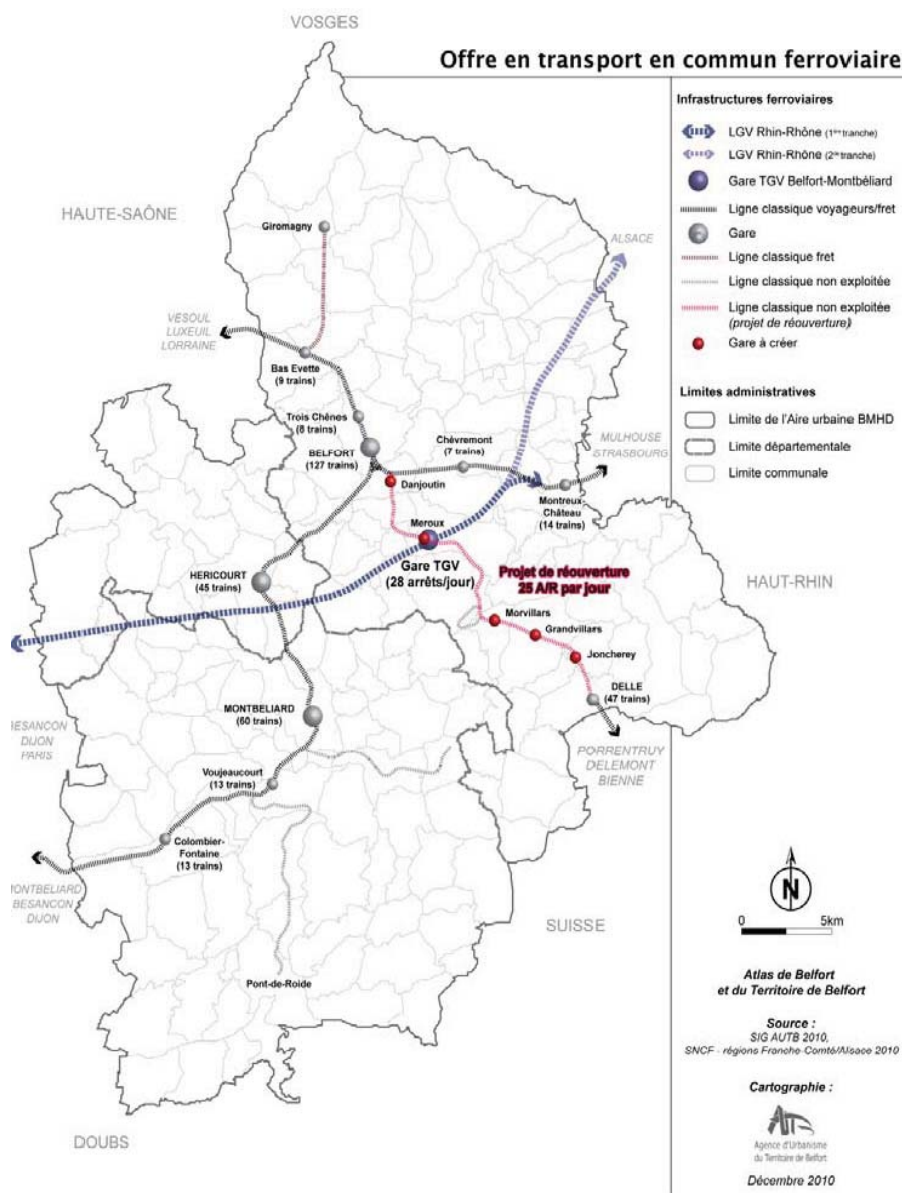 VOSGES
Offre en transport en commun ferroviaire
Infrastructures ferroviaires
LGV Rhin-Rhône (1ère tranche)
LGV Rhin-Rhône (2de tranche)
Gare TGV Belfort-Montbéliard
Ligne classique voyageurs/fret
Gare
Ligne classique fret
Ligne classique non exploitée
Ligne classique non exploitée
(projet de réouverture)
Gare à créer
Limites administratives
Limite de l'Aire urbaine BMHD
Limite départementale
Limite communale
HAUTE-SAÔNE
Giromagny
ALSACE
VESOUL
LUXEUIL
LORRAINE
Bas Evette
(9 trains)
Trois Chênes
(8 trains)
BELFORT
(127 trains)
Chèvremont
(7 trains)
MULHOUSE
STRASBOURG
Danjoutin
Montreux-
Château
(14 trains)
Meroux
Gare TGV
(28 arrêts/jour)
HERICOURT
(45 trains)
Projet de réouverture
25 A/R par jour
HAUT-RHIN
Morvillars
Grandvillars
Joncherey
DELLE
(47 trains)
MONTBELIARD
(60 trains)
BESANCON
DIJON
PARIS
PORRENTRUY
DELEMONT
BIENNE
Voujeaucourt
(13 trains)
Colombier-
Fontaine
(13 trains)
MONTBELIARD
BESANCON
DIJON
SUISSE
Pont-de-Roide
DOUBS
N
0 5km
Atlas de Belfort
et du Territoire de Belfort
Source :
SIG AUTB 2010,
SNCF - régions Franche-Comté/Alsace 2010
Cartographie :
Agence d'Urbanisme
du Territoire de Belfort
Décembre 2010